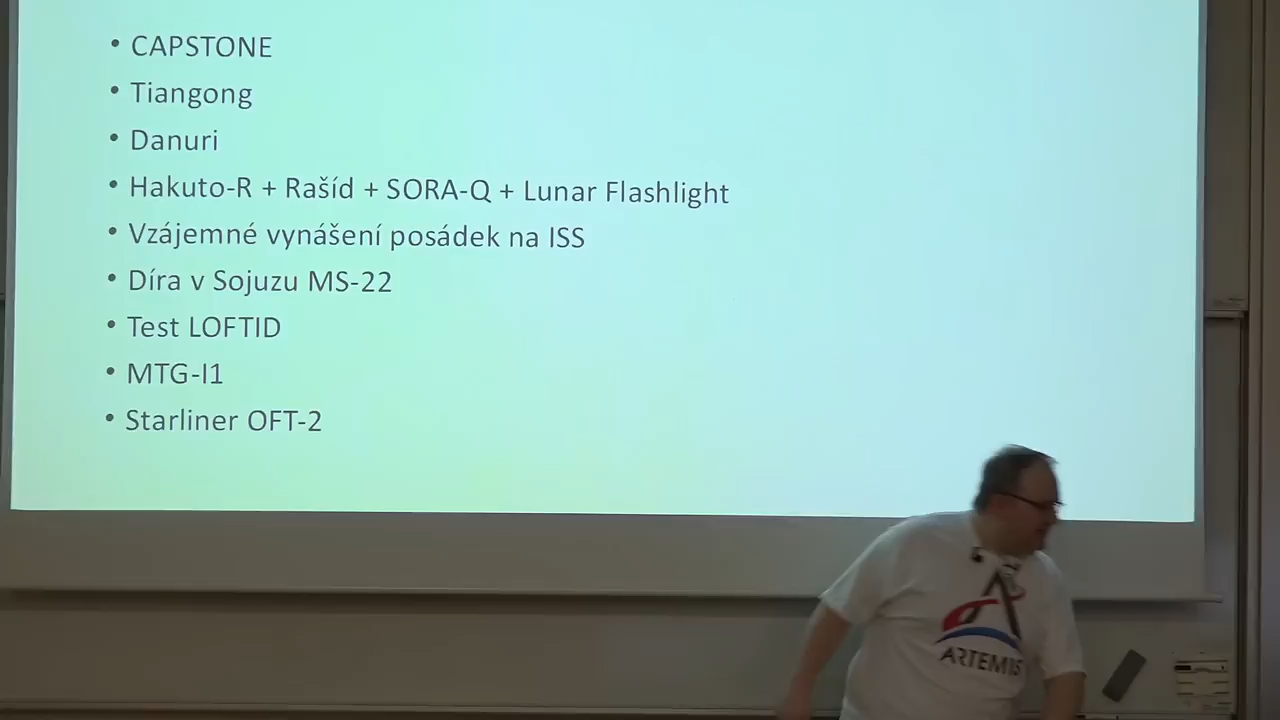 • CAPSTONE
• Tiangong
• Danuri
• Hakuto-R + Rašíd + SORA-Q + Lunar Flashlight
• Vzájemné vynášení posádek na ISS
• Díra v Sojuzu MS-22
• Test LOFTID
• MTG-I1
• Starliner OFT-2
ARTEMIS